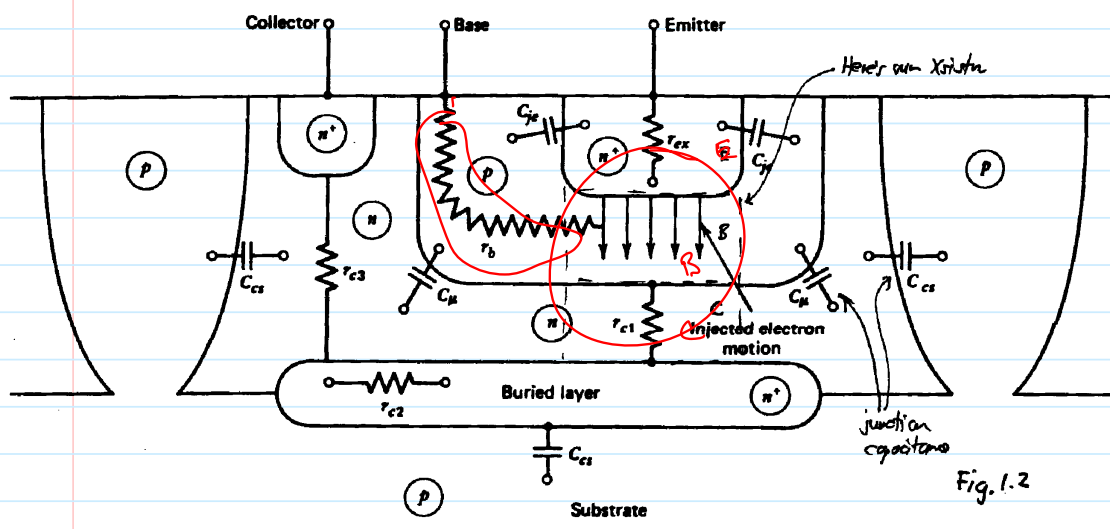 Collector
Base
Emitter
Here's our Xsistr
C_je
r_ex
E
C_je
n⁺
n⁺
p
p
p
n
B
B
r_b
C_cs
r_c3
C_μ
C_μ
C_cs
n
r_c1
C
Injected electron
motion
r_c2
Buried layer
n⁺
junction
capacitance
C_cs
p
Substrate
Fig. 1.2